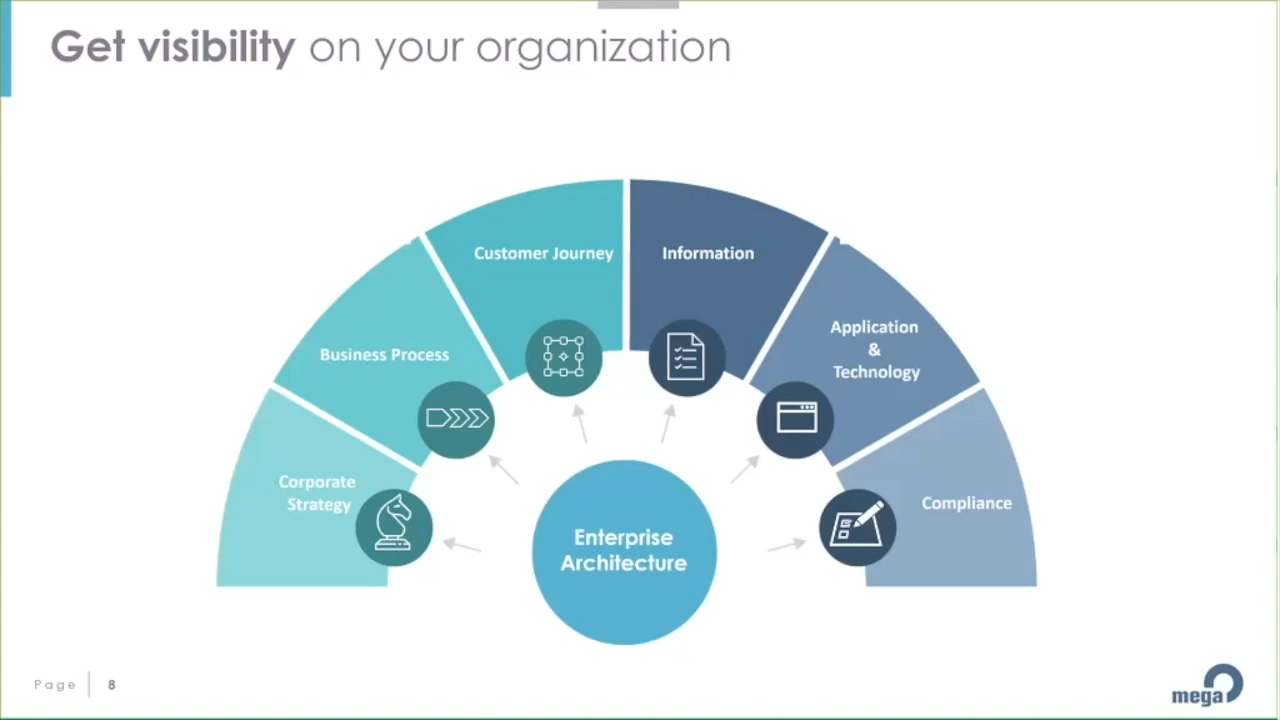 Get visibility on your organization
Customer Journey
Information
Application
&
Technology
Business Process
Corporate
Strategy
Compliance
Enterprise
Architecture
Page
8
mega